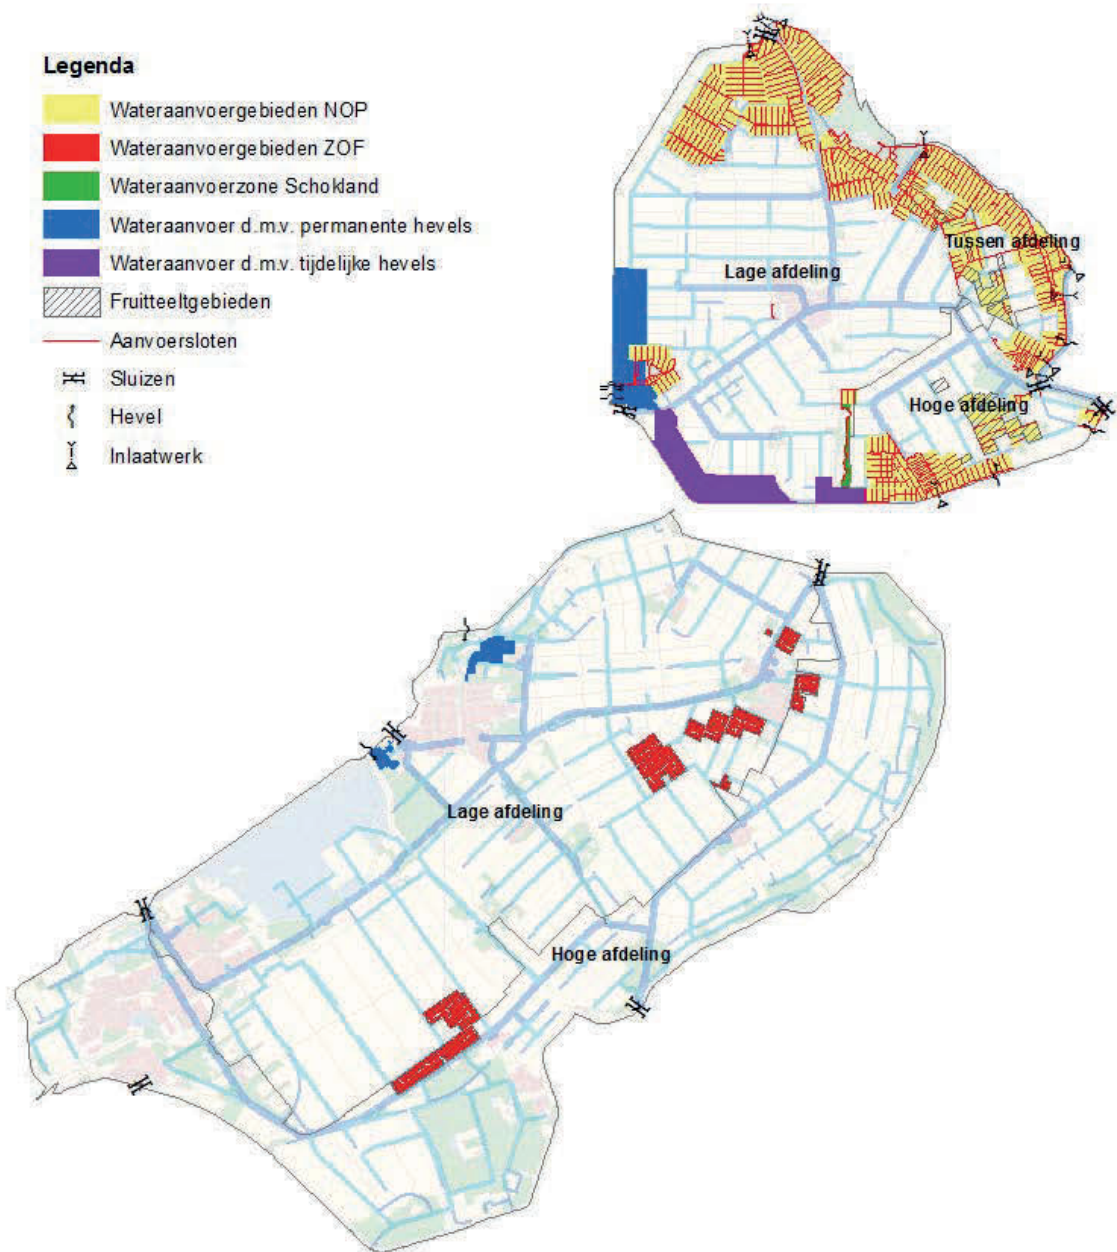 Legenda
Wateraanvoergebieden NOP
Wateraanvoergebieden ZOF
Wateraanvoerzone Schokland
Wateraanvoer d.m.v. permanente hevels
Wateraanvoer d.m.v. tijdelijke hevels
Fruitteeltgebieden
Aanvoersloten
Sluizen
Hevel
Inlaatwerk
Tussen afdeling
Lage afdeling
Hoge afdeling
Lage afdeling
Hoge afdeling